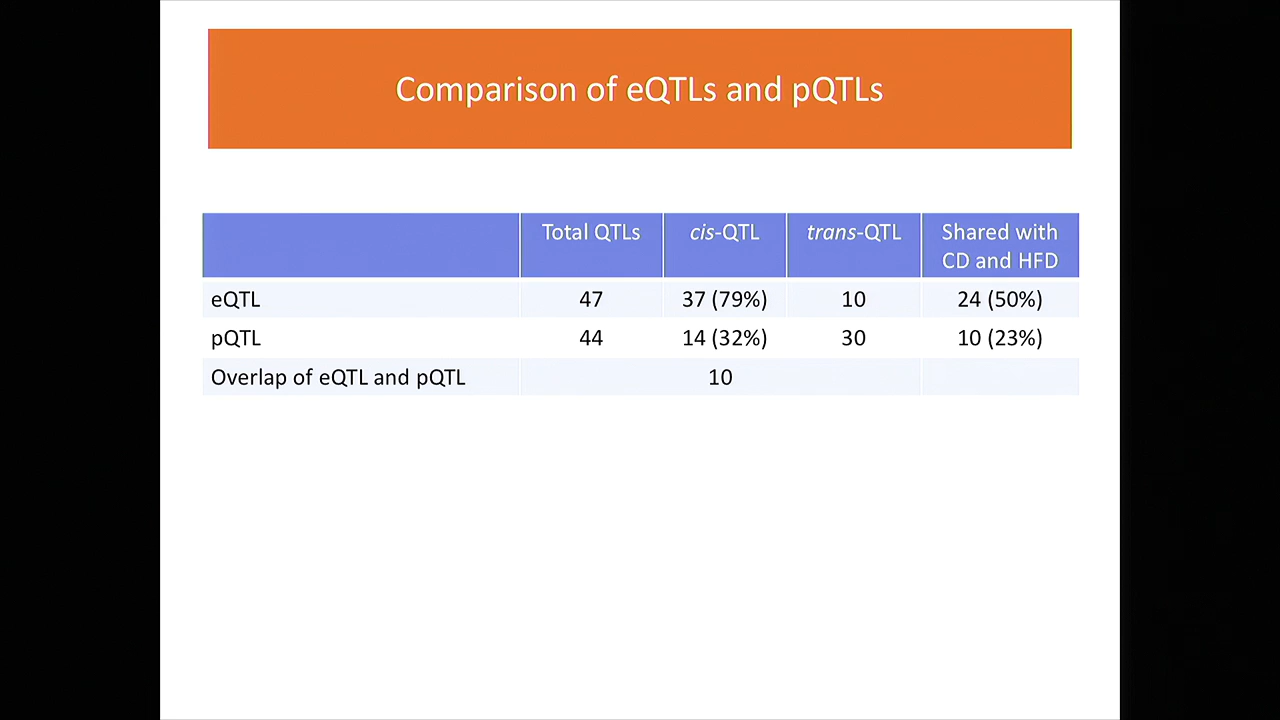 Comparison of eQTLs and pQTLs
Total QTLs cis-QTL trans-QTL Shared with
CD and HFD
eQTL 47 37 (79%) 10 24 (50%)
pQTL 44 14 (32%) 30 10 (23%)
Overlap of eQTL and pQTL 10